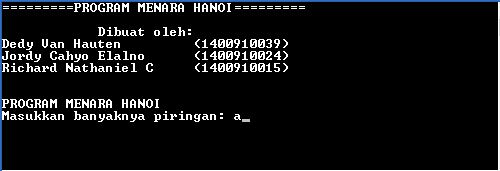 =========PROGRAM MENARA HANOI=========
Dibuat oleh:
Dedy Van Hauten (1400910039)
Jordy Cahyo Elalno (1400910024)
Richard Nathaniel C (1400910015)
PROGRAM MENARA HANOI
Masukkan banyaknya piringan: a_